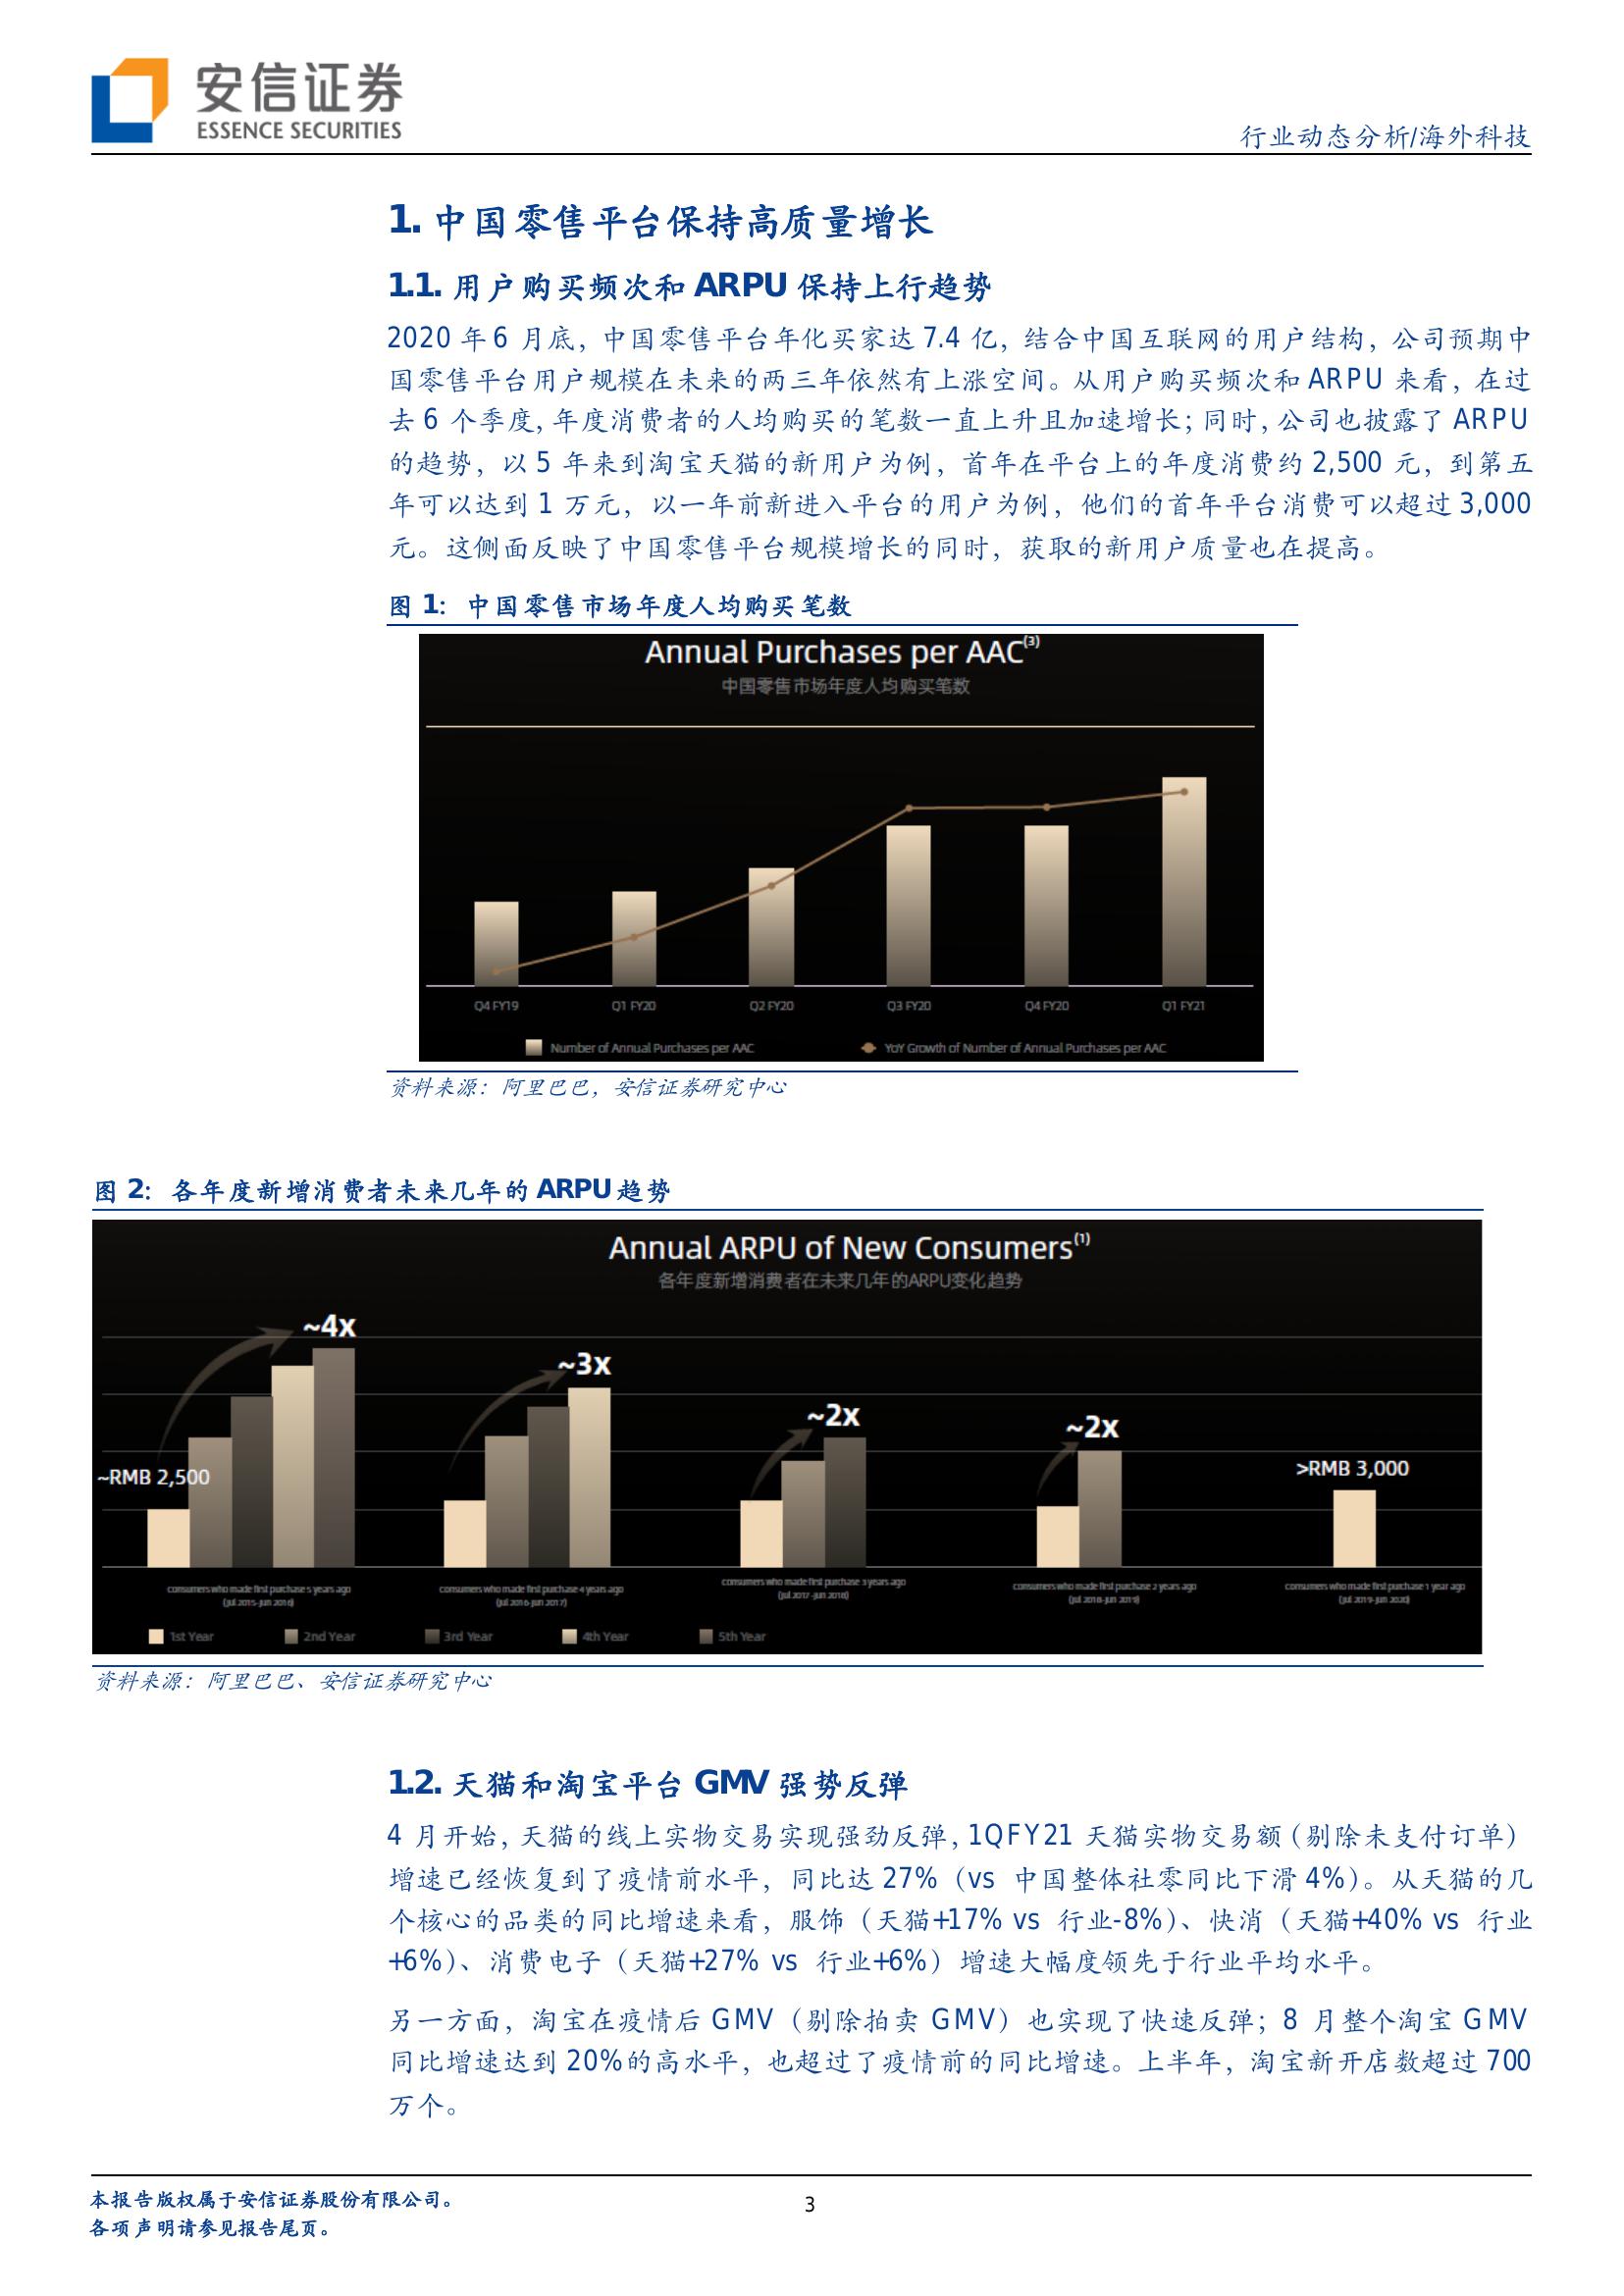 安信证券
ESSENCE SECURITIES
行业动态分析/海外科技
1. 中国零售平台保持高质量增长
1.1. 用户购买频次和 ARPU 保持上行趋势
2020 年 6 月底，中国零售平台年化买家达 7.4 亿，结合中国互联网的用户结构，公司预期中
国零售平台用户规模在未来的两三年依然有上涨空间。从用户购买频次和 ARPU 来看，在过
去 6 个季度，年度消费者的人均购买的笔数一直上升且加速增长；同时，公司也披露了 ARPU
的趋势，以 5 年来到淘宝天猫的新用户为例，首年在平台上的年度消费约 2,500 元，到第五
年可以达到 1 万元，以一年前新进入平台的用户为例，他们的首年平台消费可以超过 3,000
元。这侧面反映了中国零售平台规模增长的同时，获取的新用户质量也在提高。
图 1：中国零售市场年度人均购买笔数
Annual Purchases per AAC(3)
中国零售市场年度人均购买笔数
Q4 FY19 Q1 FY20 Q2 FY20 Q3 FY20 Q4 FY20 Q1 FY21
Number of Annual Purchases per AAC YoY Growth of Number of Annual Purchases per AAC
资料来源：阿里巴巴，安信证券研究中心
图 2：各年度新增消费者未来几年的 ARPU 趋势
Annual ARPU of New Consumers(1)
各年度新增消费者在未来几年的ARPU变化趋势
~4x
~3x
~2x
~2x
~RMB 2,500
>RMB 3,000
consumers who made first purchase 5 years ago
(Jul 2015-Jun 2016)
consumers who made first purchase 4 years ago
(Jul 2016-Jun 2017)
consumers who made first purchase 3 years ago
(Jul 2017-Jun 2018)
consumers who made first purchase 2 years ago
(Jul 2018-Jun 2019)
consumers who made first purchase 1 year ago
(Jul 2019-Jun 2020)
1st Year 2nd Year 3rd Year 4th Year 5th Year
资料来源：阿里巴巴、安信证券研究中心
1.2. 天猫和淘宝平台 GMV 强势反弹
4 月开始，天猫的线上实物交易实现强劲反弹，1QFY21 天猫实物交易额（剔除未支付订单）
增速已经恢复到了疫情前水平，同比达 27%（vs 中国整体社零同比下滑 4%）。从天猫的几
个核心的品类的同比增速来看，服饰（天猫+17% vs 行业-8%）、快消（天猫+40% vs 行业
+6%）、消费电子（天猫+27% vs 行业+6%）增速大幅度领先于行业平均水平。
另一方面，淘宝在疫情后 GMV（剔除拍卖 GMV）也实现了快速反弹；8 月整个淘宝 GMV
同比增速达到 20%的高水平，也超过了疫情前的同比增速。上半年，淘宝新开店数超过 700
万个。
本报告版权属于安信证券股份有限公司。
各项声明请参见报告尾页。
3